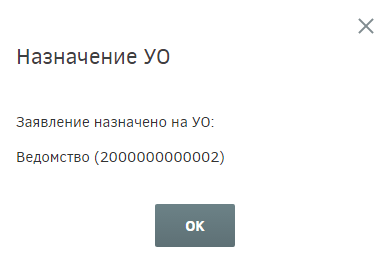 Назначение УО
Заявление назначено на УО:
Ведомство (2000000000002)
ОК